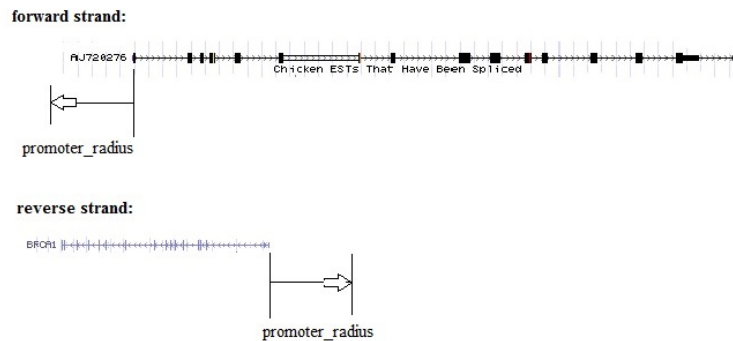 forward strand:
AJ720276
Chicken ESTs That Have Been Spliced
promoter_radius
reverse strand:
BRCA1
promoter_radius